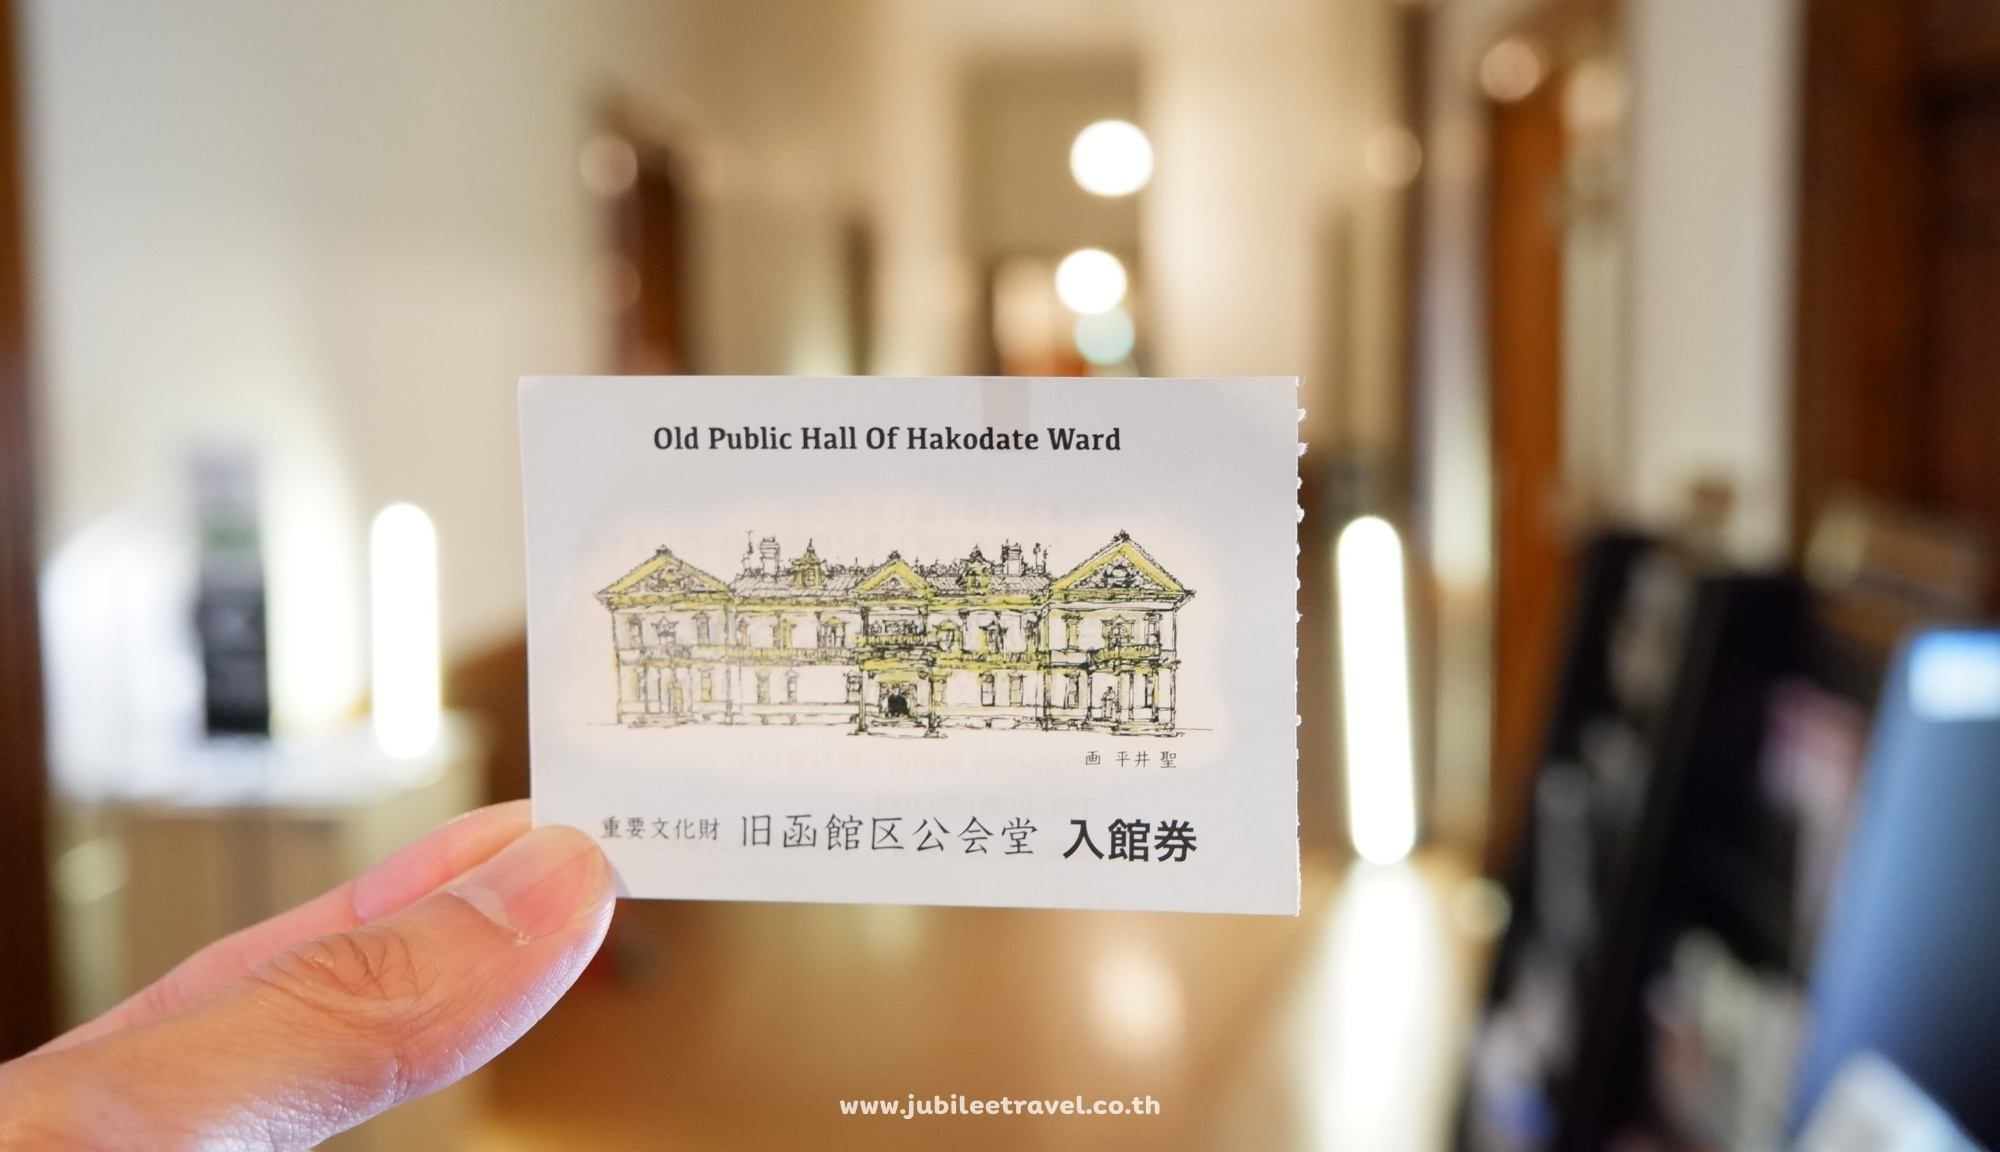 Old Public Hall Of Hakodate Ward
画 平井 聖
重要文化財 旧函館区公会堂 入館券
www.jubileetravel.co.th